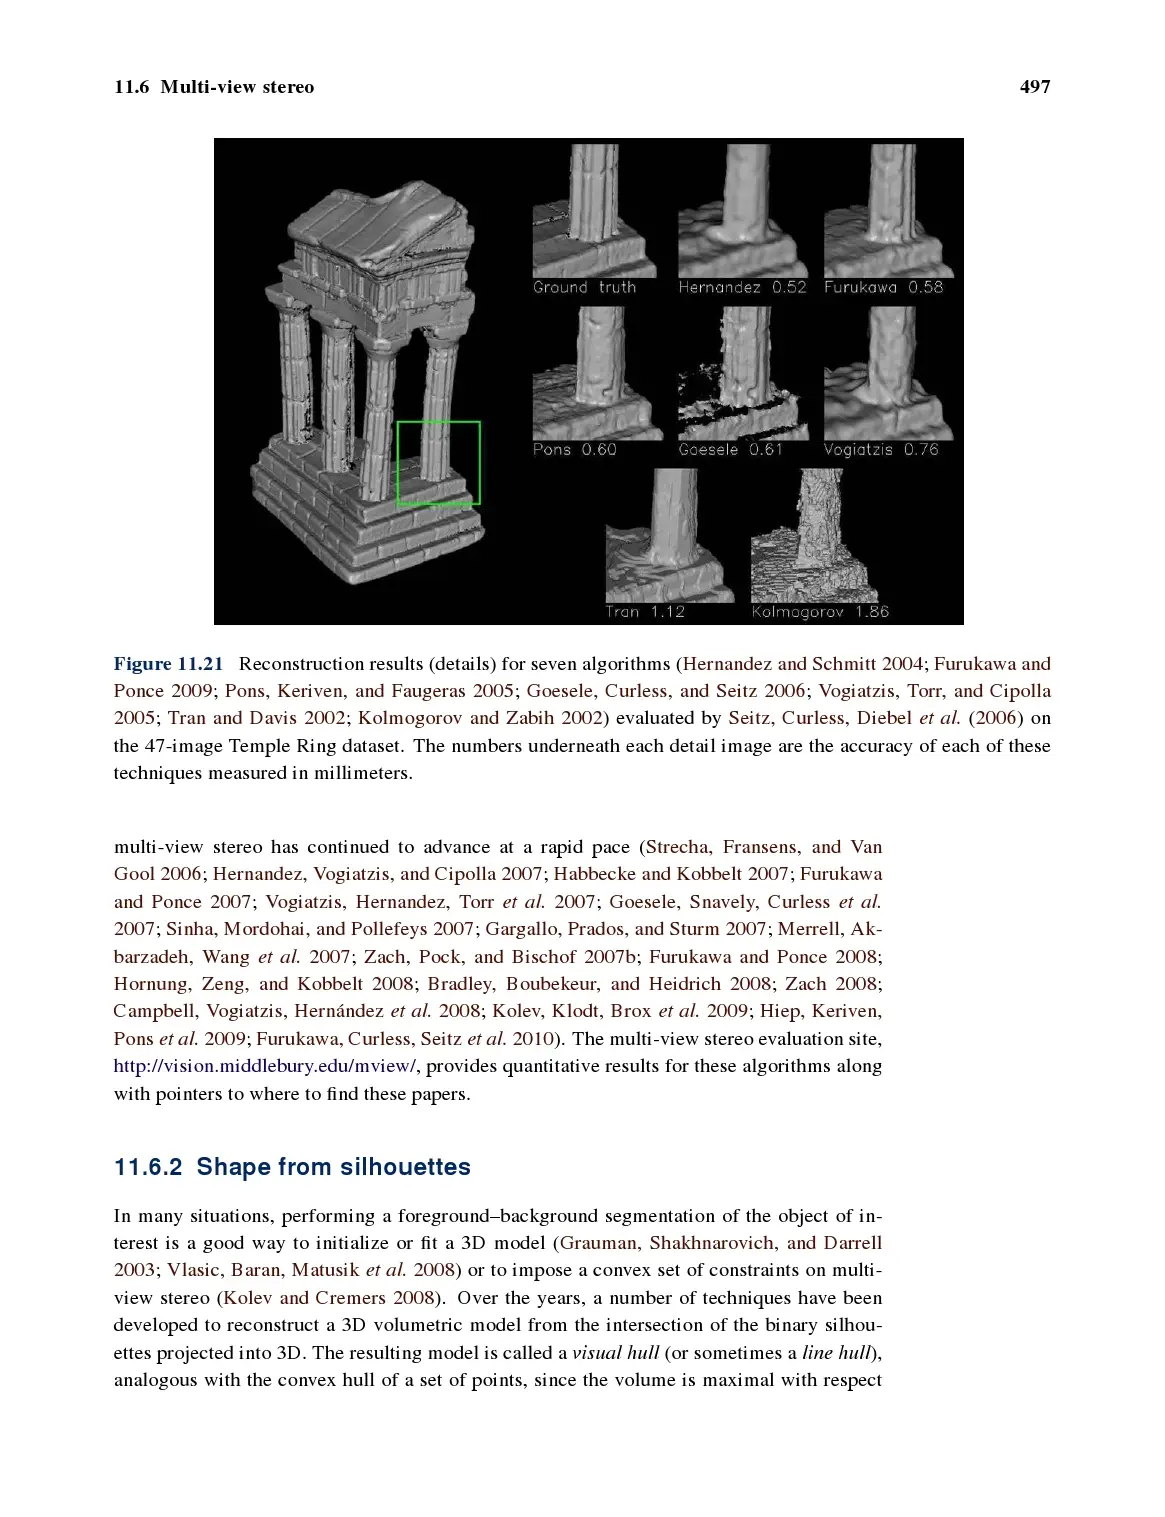 11.6 Multi-view stereo 497
Ground truth Hernandez 0.52 Furukawa 0.58
Pons 0.60 Goesele 0.61 Vogiatzis 0.76
Tran 1.12 Kolmogorov 1.86
Figure 11.21 Reconstruction results (details) for seven algorithms (Hernandez and Schmitt 2004; Furukawa and
Ponce 2009; Pons, Keriven, and Faugeras 2005; Goesele, Curless, and Seitz 2006; Vogiatzis, Torr, and Cipolla
2005; Tran and Davis 2002; Kolmogorov and Zabih 2002) evaluated by Seitz, Curless, Diebel et al. (2006) on
the 47-image Temple Ring dataset. The numbers underneath each detail image are the accuracy of each of these
techniques measured in millimeters.
multi-view stereo has continued to advance at a rapid pace (Strecha, Fransens, and Van
Gool 2006; Hernandez, Vogiatzis, and Cipolla 2007; Habbecke and Kobbelt 2007; Furukawa
and Ponce 2007; Vogiatzis, Hernandez, Torr et al. 2007; Goesele, Snavely, Curless et al.
2007; Sinha, Mordohai, and Pollefeys 2007; Gargallo, Prados, and Sturm 2007; Merrell, Ak-
barzadeh, Wang et al. 2007; Zach, Pock, and Bischof 2007b; Furukawa and Ponce 2008;
Hornung, Zeng, and Kobbelt 2008; Bradley, Boubekeur, and Heidrich 2008; Zach 2008;
Campbell, Vogiatzis, Hernández et al. 2008; Kolev, Klodt, Brox et al. 2009; Hiep, Keriven,
Pons et al. 2009; Furukawa, Curless, Seitz et al. 2010). The multi-view stereo evaluation site,
http://vision.middlebury.edu/mview/, provides quantitative results for these algorithms along
with pointers to where to find these papers.
11.6.2 Shape from silhouettes
In many situations, performing a foreground–background segmentation of the object of in-
terest is a good way to initialize or fit a 3D model (Grauman, Shakhnarovich, and Darrell
2003; Vlasic, Baran, Matusik et al. 2008) or to impose a convex set of constraints on multi-
view stereo (Kolev and Cremers 2008). Over the years, a number of techniques have been
developed to reconstruct a 3D volumetric model from the intersection of the binary silhou-
ettes projected into 3D. The resulting model is called a visual hull (or sometimes a line hull),
analogous with the convex hull of a set of points, since the volume is maximal with respect